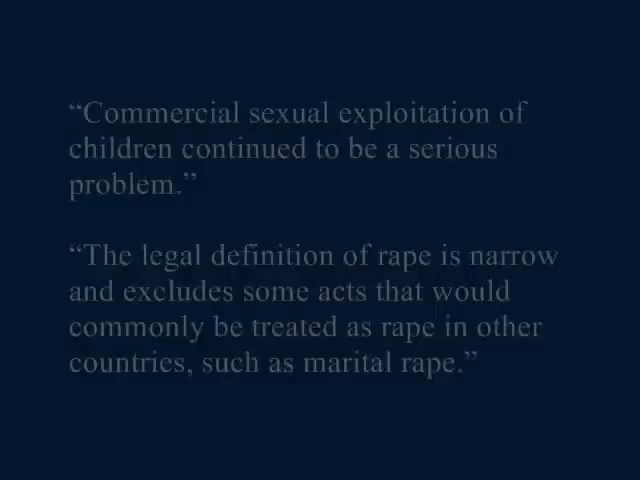 “Commercial sexual exploitation of
children continued to be a serious
problem.”
“The legal definition of rape is narrow
and excludes some acts that would
commonly be treated as rape in other
countries, such as marital rape.”